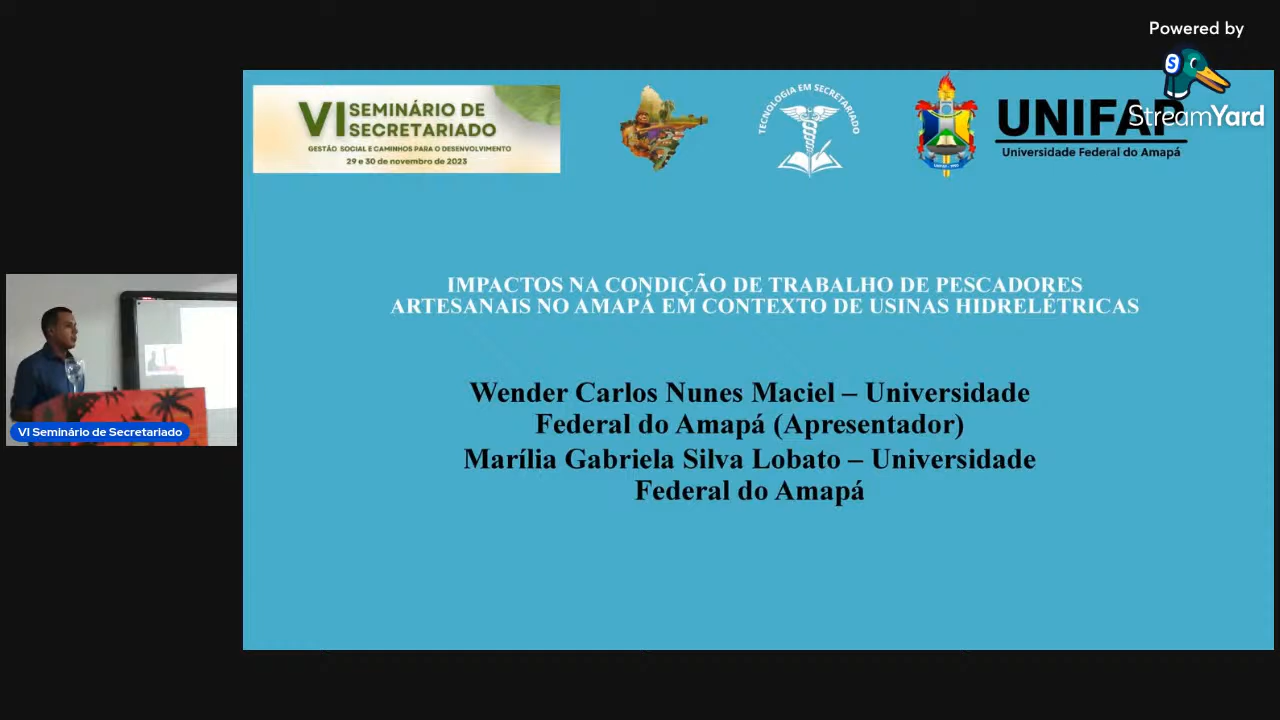 Powered by
StreamYard
VI SEMINÁRIO DE
SECRETARIADO
GESTÃO SOCIAL E CAMINHOS PARA O DESENVOLVIMENTO
29 e 30 de novembro de 2023
TECNOLOGIA EM SECRETARIADO
UNIFAP
Universidade Federal do Amapá
IMPACTOS NA CONDIÇÃO DE TRABALHO DE PESCADORES
ARTESANAIS NO AMAPÁ EM CONTEXTO DE USINAS HIDRELÉTRICAS
Wender Carlos Nunes Maciel – Universidade
Federal do Amapá (Apresentador)
Marília Gabriela Silva Lobato – Universidade
Federal do Amapá
VI Seminário de Secretariado